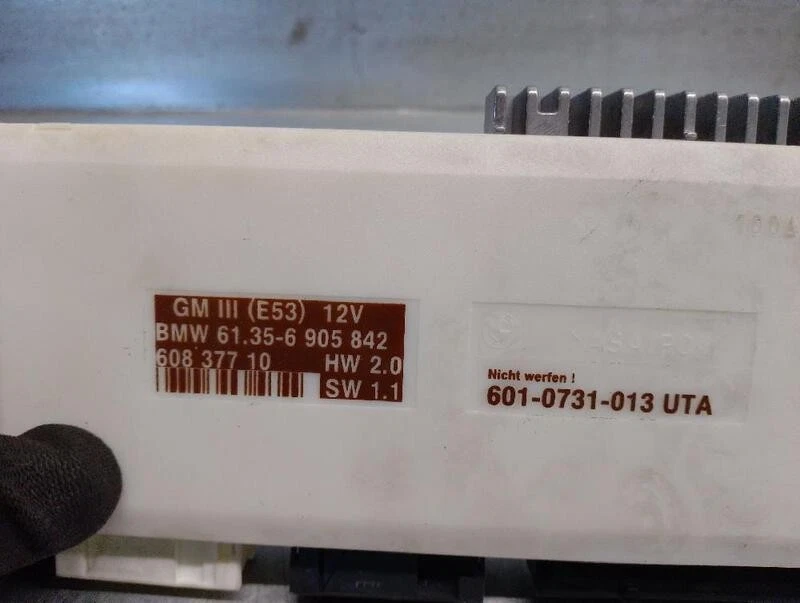 GM III (E53) 12V
BMW 61.35-6 905 842
608 377 10 HW 2.0
SW 1.1
Nicht werfen !
601-0731-013 UTA